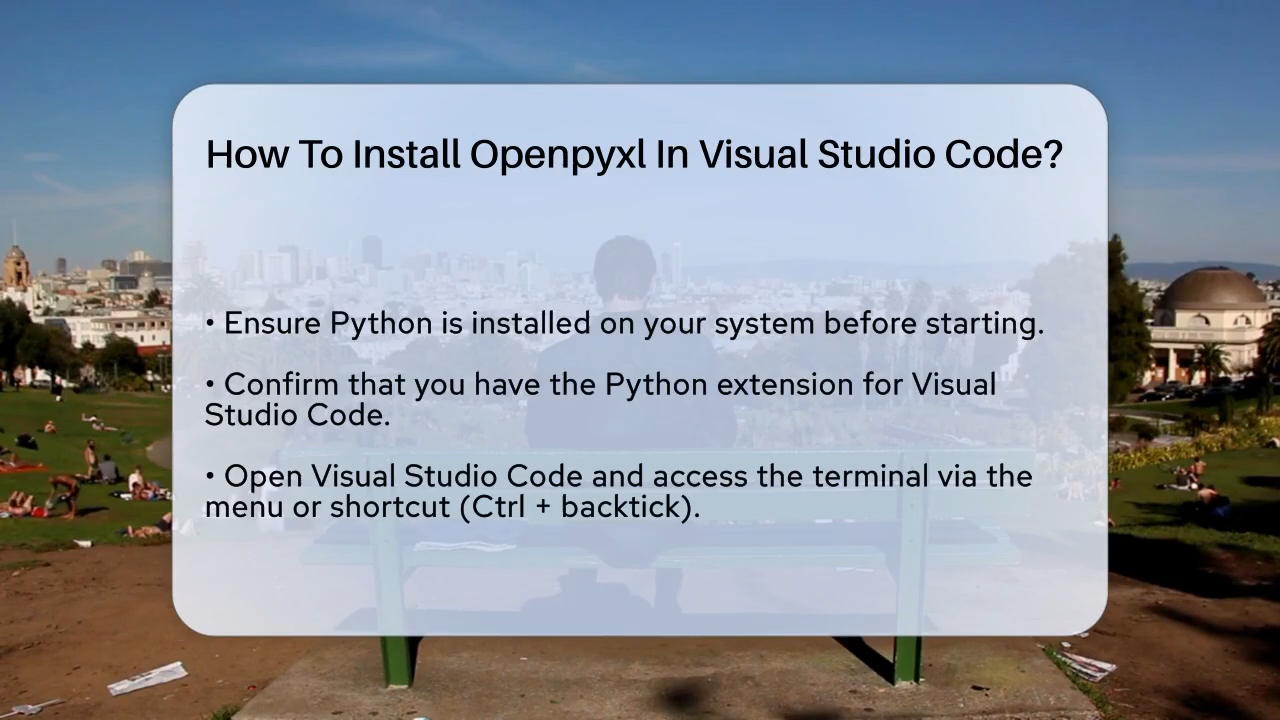 How To Install Openpyxl In Visual Studio Code?
• Ensure Python is installed on your system before starting.
• Confirm that you have the Python extension for Visual
Studio Code.
• Open Visual Studio Code and access the terminal via the
menu or shortcut (Ctrl + backtick).